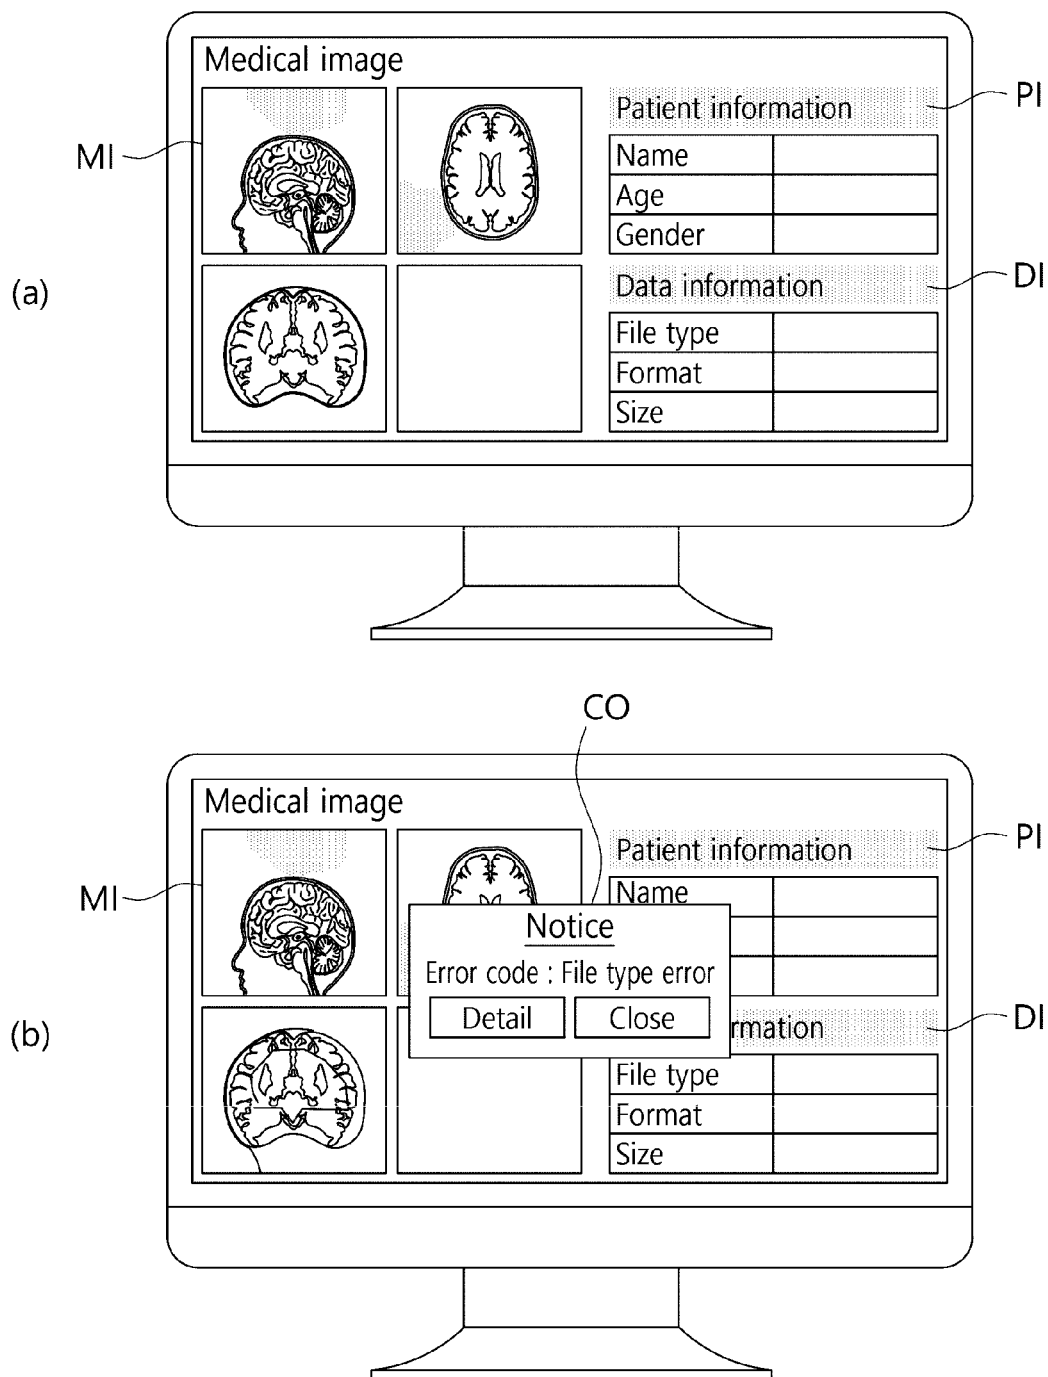 (a)
Medical image
MI
Patient information
PI
Name
Age
Gender
Data information
DI
File type
Format
Size
(b)
CO
Medical image
MI
Patient information
PI
Name
Notice
Error code : File type error
Detail
Close
rmation
DI
File type
Format
Size